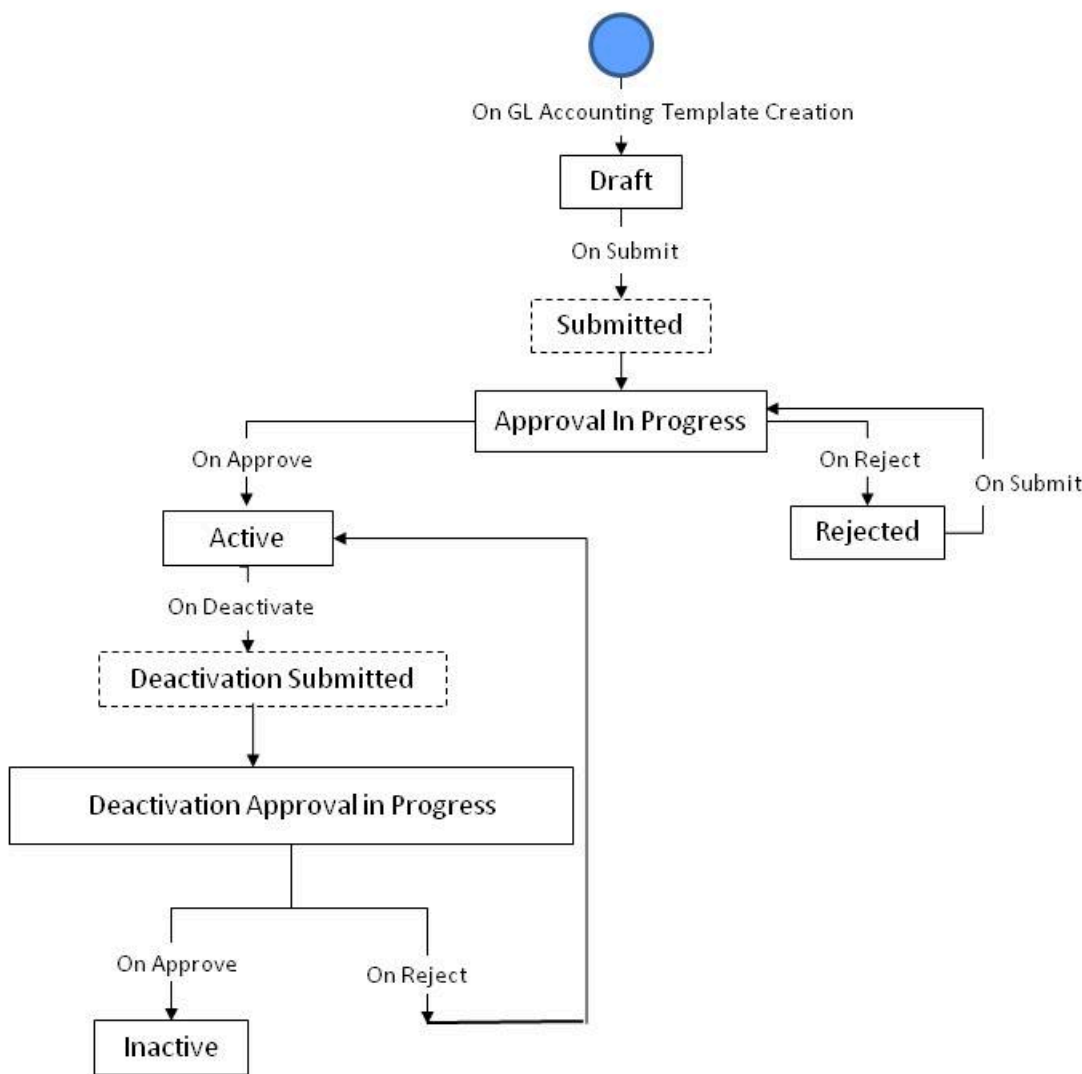 On GL Accounting Template Creation
Draft
On Submit
Submitted
Approval In Progress
On Approve
On Reject
On Submit
Active
Rejected
On Deactivate
Deactivation Submitted
Deactivation Approval in Progress
On Approve
On Reject
Inactive